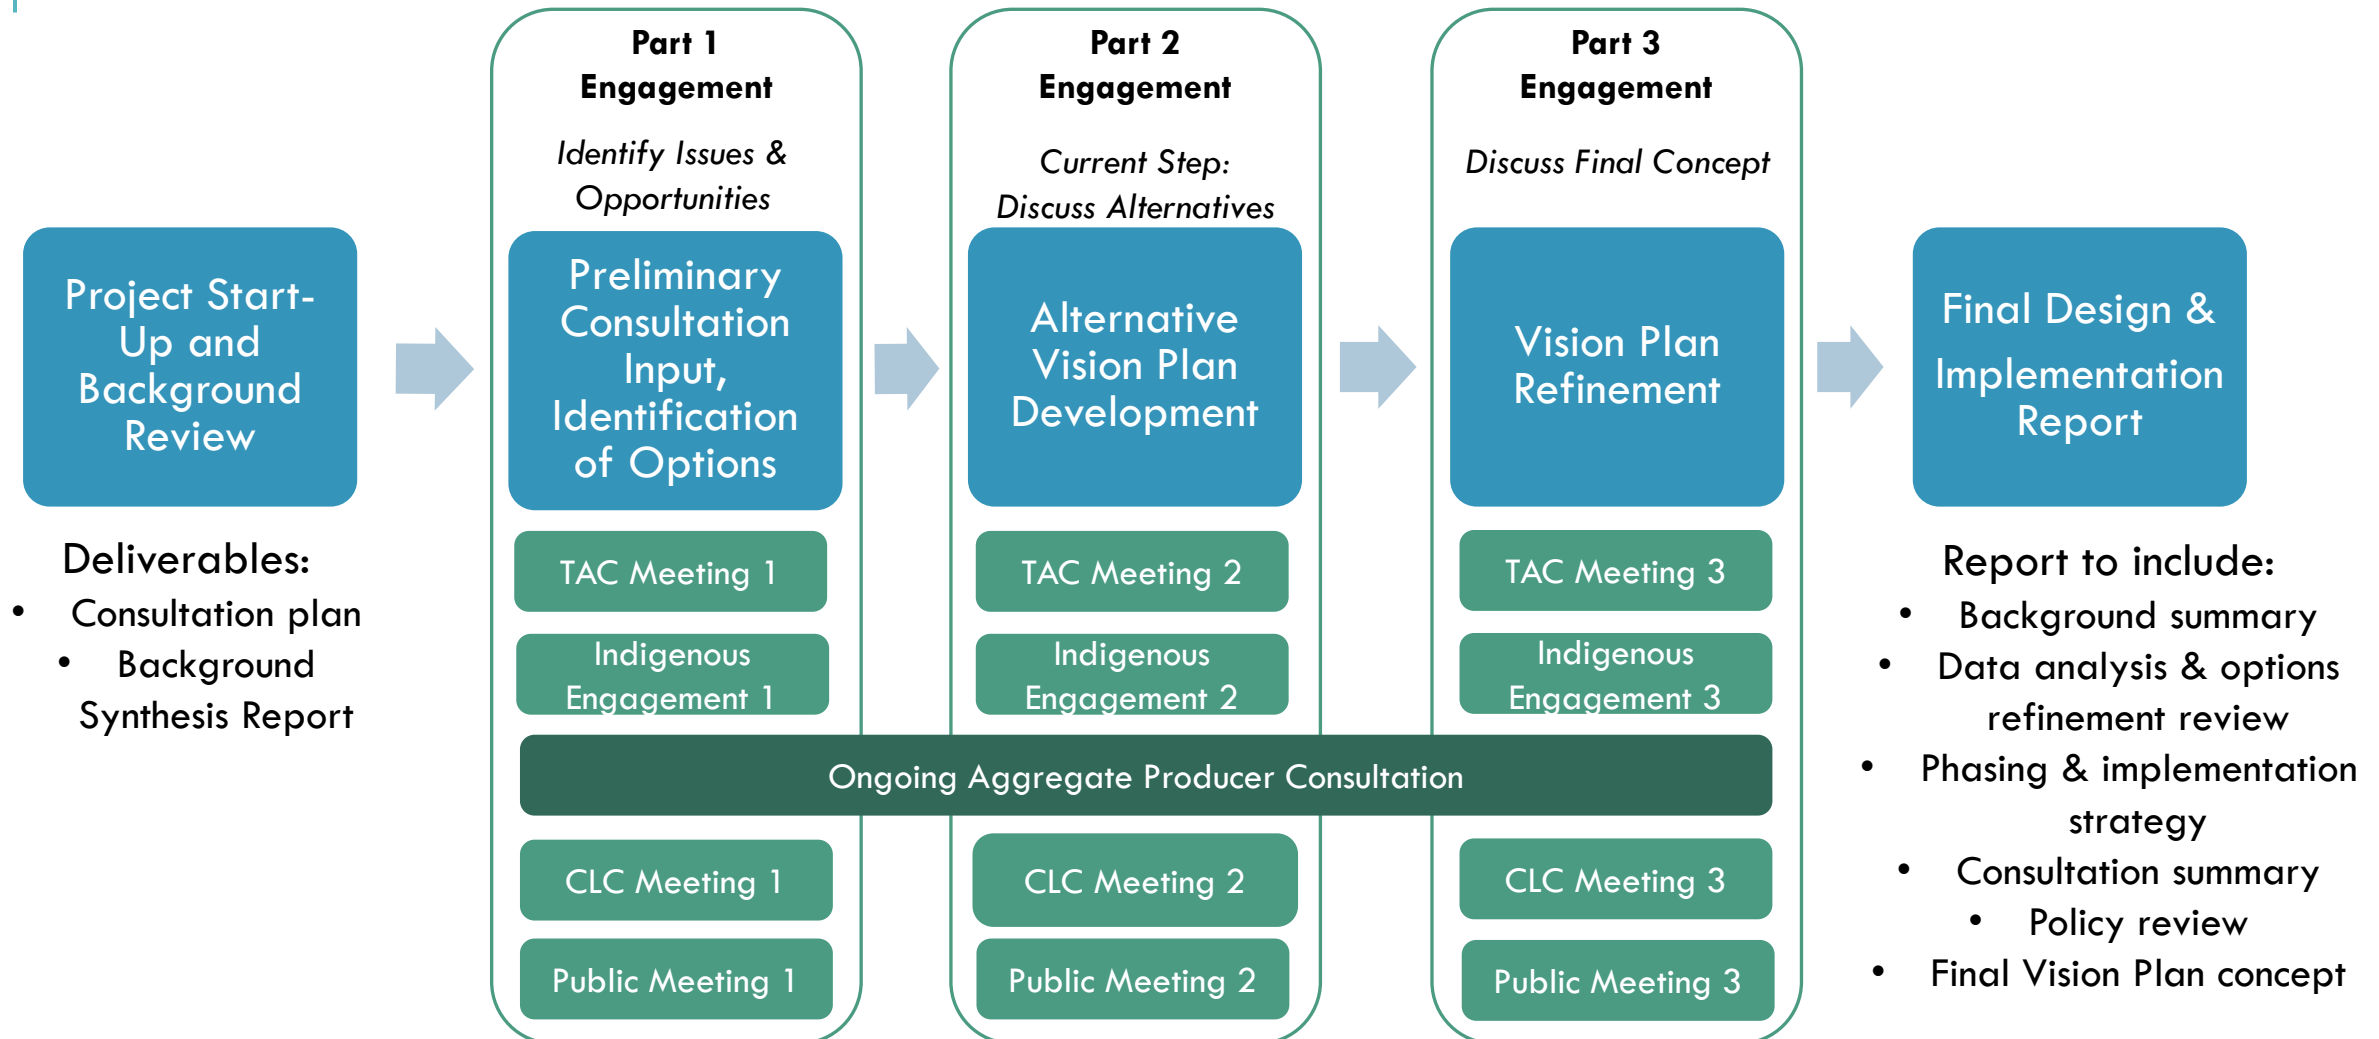 Project Start-
Up and
Background
Review
Deliverables:
• Consultation plan
• Background
Synthesis Report
Part 1
Engagement
Identify Issues &
Opportunities
Preliminary
Consultation
Input,
Identification
of Options
TAC Meeting 1
Indigenous
Engagement 1
Part 2
Engagement
Current Step:
Discuss Alternatives
Alternative
Vision Plan
Development
TAC Meeting 2
Indigenous
Engagement 2
Part 3
Engagement
Discuss Final Concept
Vision Plan
Refinement
TAC Meeting 3
Indigenous
Engagement 3
Ongoing Aggregate Producer Consultation
CLC Meeting 1
Public Meeting 1
CLC Meeting 2
Public Meeting 2
CLC Meeting 3
Public Meeting 3
Final Design &
Implementation
Report
Report to include:
• Background summary
• Data analysis & options
refinement review
• Phasing & implementation
strategy
• Consultation summary
• Policy review
• Final Vision Plan concept